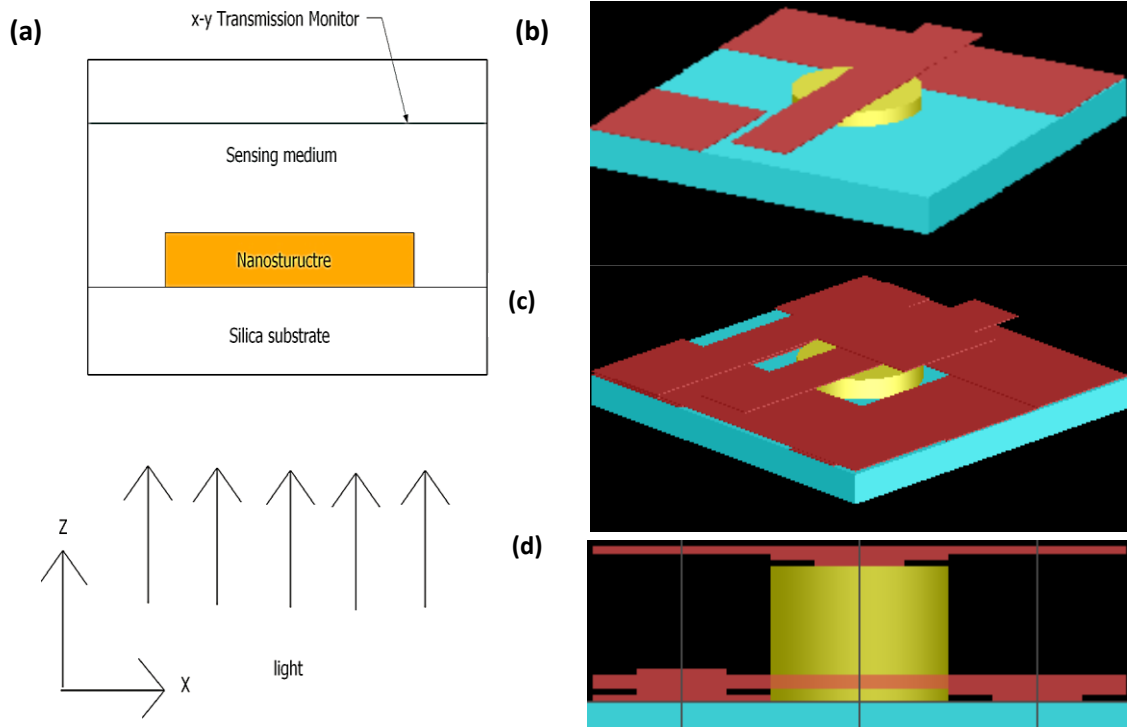 (a)
x-y Transmission Monitor
Sensing medium
Nanostuructre
Silica substrate
Z
X
light
(b)
(c)
(d)